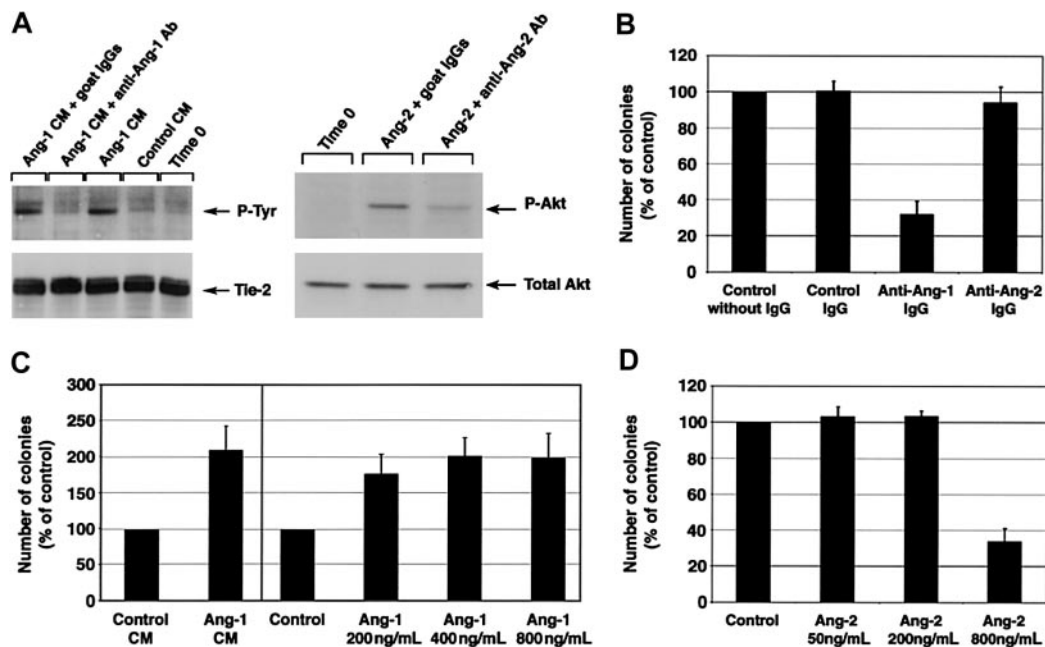 A
Ang-1 CM + goat IgGs
Ang-1 CM + anti-Ang-1 Ab
Ang-1 CM
Control CM
Time 0
P-Tyr
Tie-2
Time 0
Ang-2 + goat IgGs
Ang-2 + anti-Ang-2 Ab
P-Akt
Total Akt
B
Number of colonies
(% of control)
120
100
80
60
40
20
0
Control
without IgG
Control
IgG
Anti-Ang-1
IgG
Anti-Ang-2
IgG
C
Number of colonies
(% of control)
300
250
200
150
100
50
0
Control
CM
Ang-1
CM
Control
Ang-1
200ng/mL
Ang-1
400ng/mL
Ang-1
800ng/mL
D
Number of colonies
(% of control)
120
100
80
60
40
20
0
Control
Ang-2
50ng/mL
Ang-2
200ng/mL
Ang-2
800ng/mL